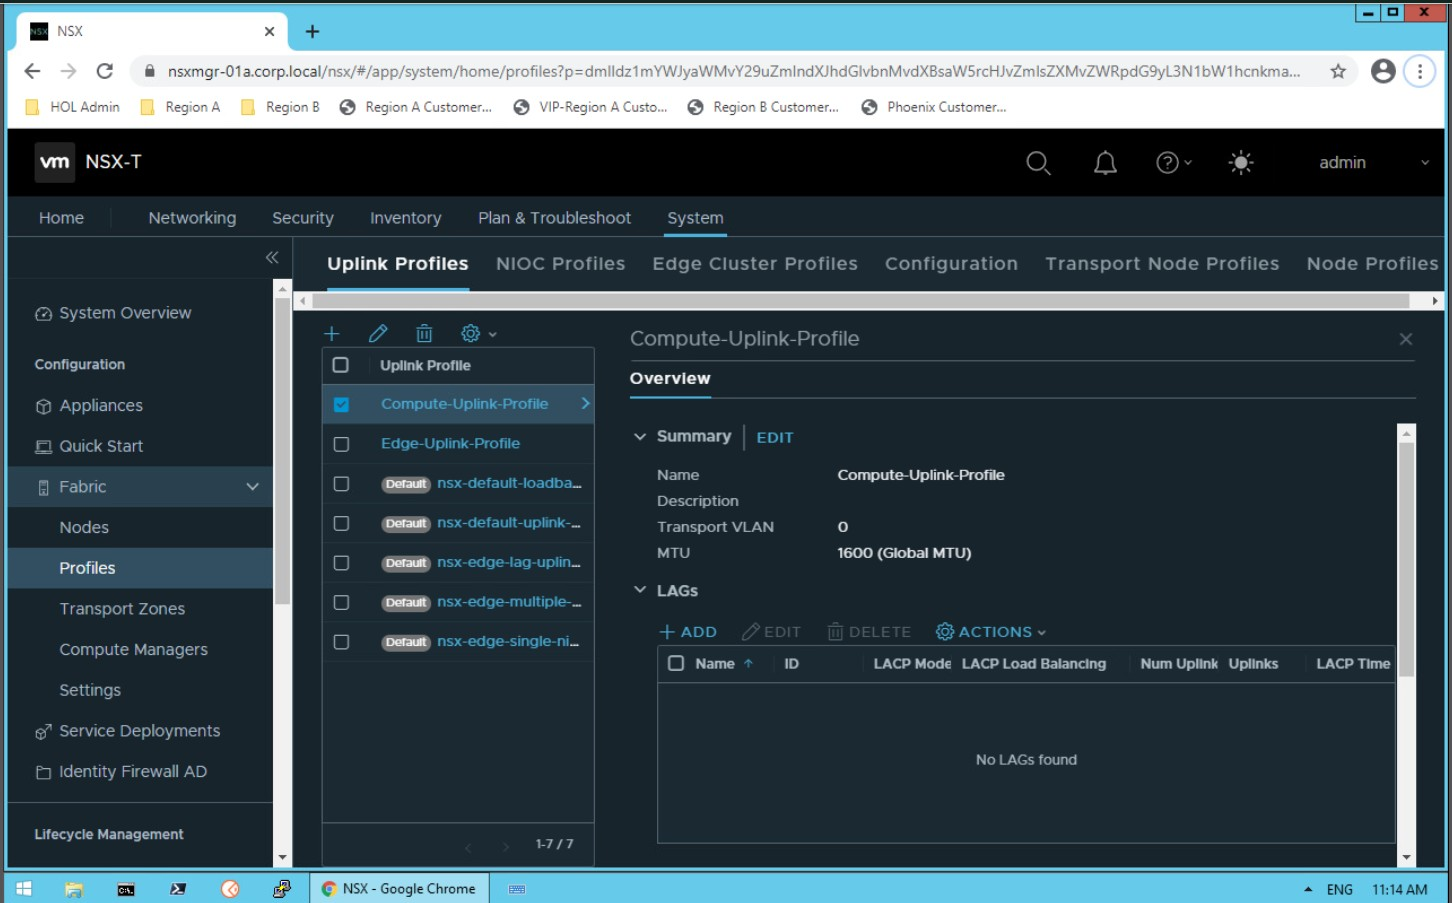 NSX
NSX
nsxmgr-01a.corp.local/nsx/#/app/system/home/profiles?p=dmlldz1mYWJyaWMvY29uZmlndXJhdGlvbnMvdXBsaW5rcHJvZmlsZXMvZWRpdG9yL3N1bW1hcnkma...
HOL Admin Region A Region B Region A Customer... VIP-Region A Custo... Region B Customer... Phoenix Customer...
vm NSX-T admin
Home Networking Security Inventory Plan & Troubleshoot System
System Overview
Configuration
Appliances
Quick Start
Fabric
Nodes
Profiles
Transport Zones
Compute Managers
Settings
Service Deployments
Identity Firewall AD
Lifecycle Management
Uplink Profiles NIOC Profiles Edge Cluster Profiles Configuration Transport Node Profiles Node Profiles
Uplink Profile
Compute-Uplink-Profile
Edge-Uplink-Profile
Default nsx-default-loadba...
Default nsx-default-uplink-...
Default nsx-edge-lag-uplin...
Default nsx-edge-multiple-...
Default nsx-edge-single-ni...
1-7 / 7
Compute-Uplink-Profile
Overview
Summary EDIT
Name Compute-Uplink-Profile
Description
Transport VLAN 0
MTU 1600 (Global MTU)
LAGs
+ ADD EDIT DELETE ACTIONS
Name ID LACP Mode LACP Load Balancing Num Uplink Uplinks LACP Time
No LAGs found
NSX - Google Chrome ENG 11:14 AM